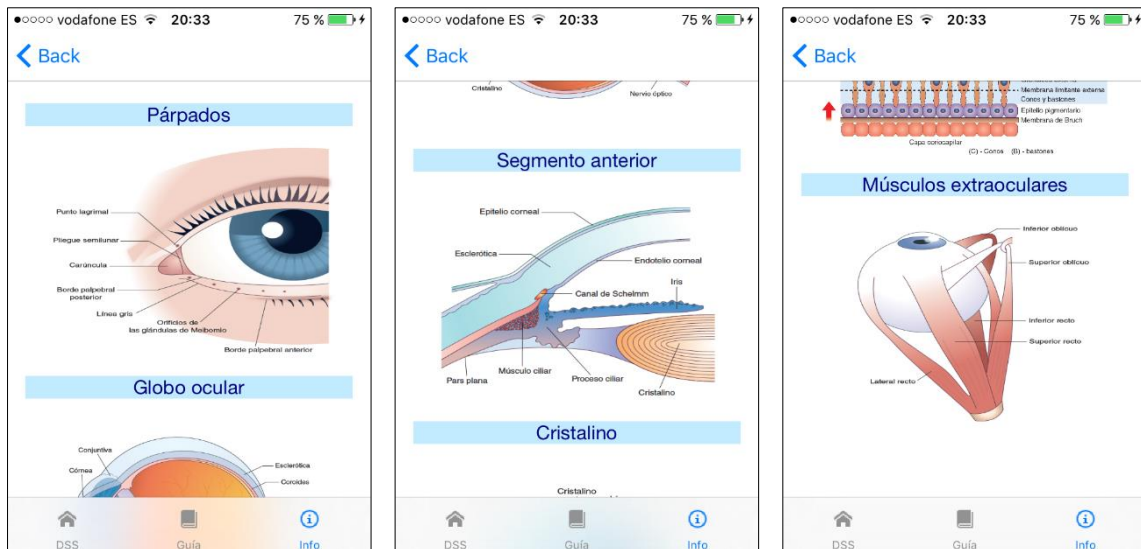 vodafone ES 20:33 75 %
Back
Párpados
Punto lagrimal
Pliegue semilunar
Carúncula
Borde palpebral
posterior
Línea gris
Orificios de
las glándulas de Meibomio
Borde palpebral anterior
Globo ocular
Conjuntiva
Córnea
Esclerótica
Coroides
DSS Guía Info
vodafone ES 20:33 75 %
Back
Cristalino
Nervio óptico
Segmento anterior
Epitelio corneal
Esclerótica
Endotelio corneal
Iris
Canal de Schelmm
Músculo ciliar
Proceso ciliar
Pars plana
Cristalino
Cristalino
Cristalino
DSS Guía Info
vodafone ES 20:33 75 %
Back
Membrana limitante externa
Conos y bastones
Epitelio pigmentario
Membrana de Bruch
Capa coriocapilar
(C) - Conos (B) - bastones
Músculos extraoculares
Inferior oblicuo
Superior oblicuo
Inferior recto
Superior recto
Lateral recto
DSS Guía Info